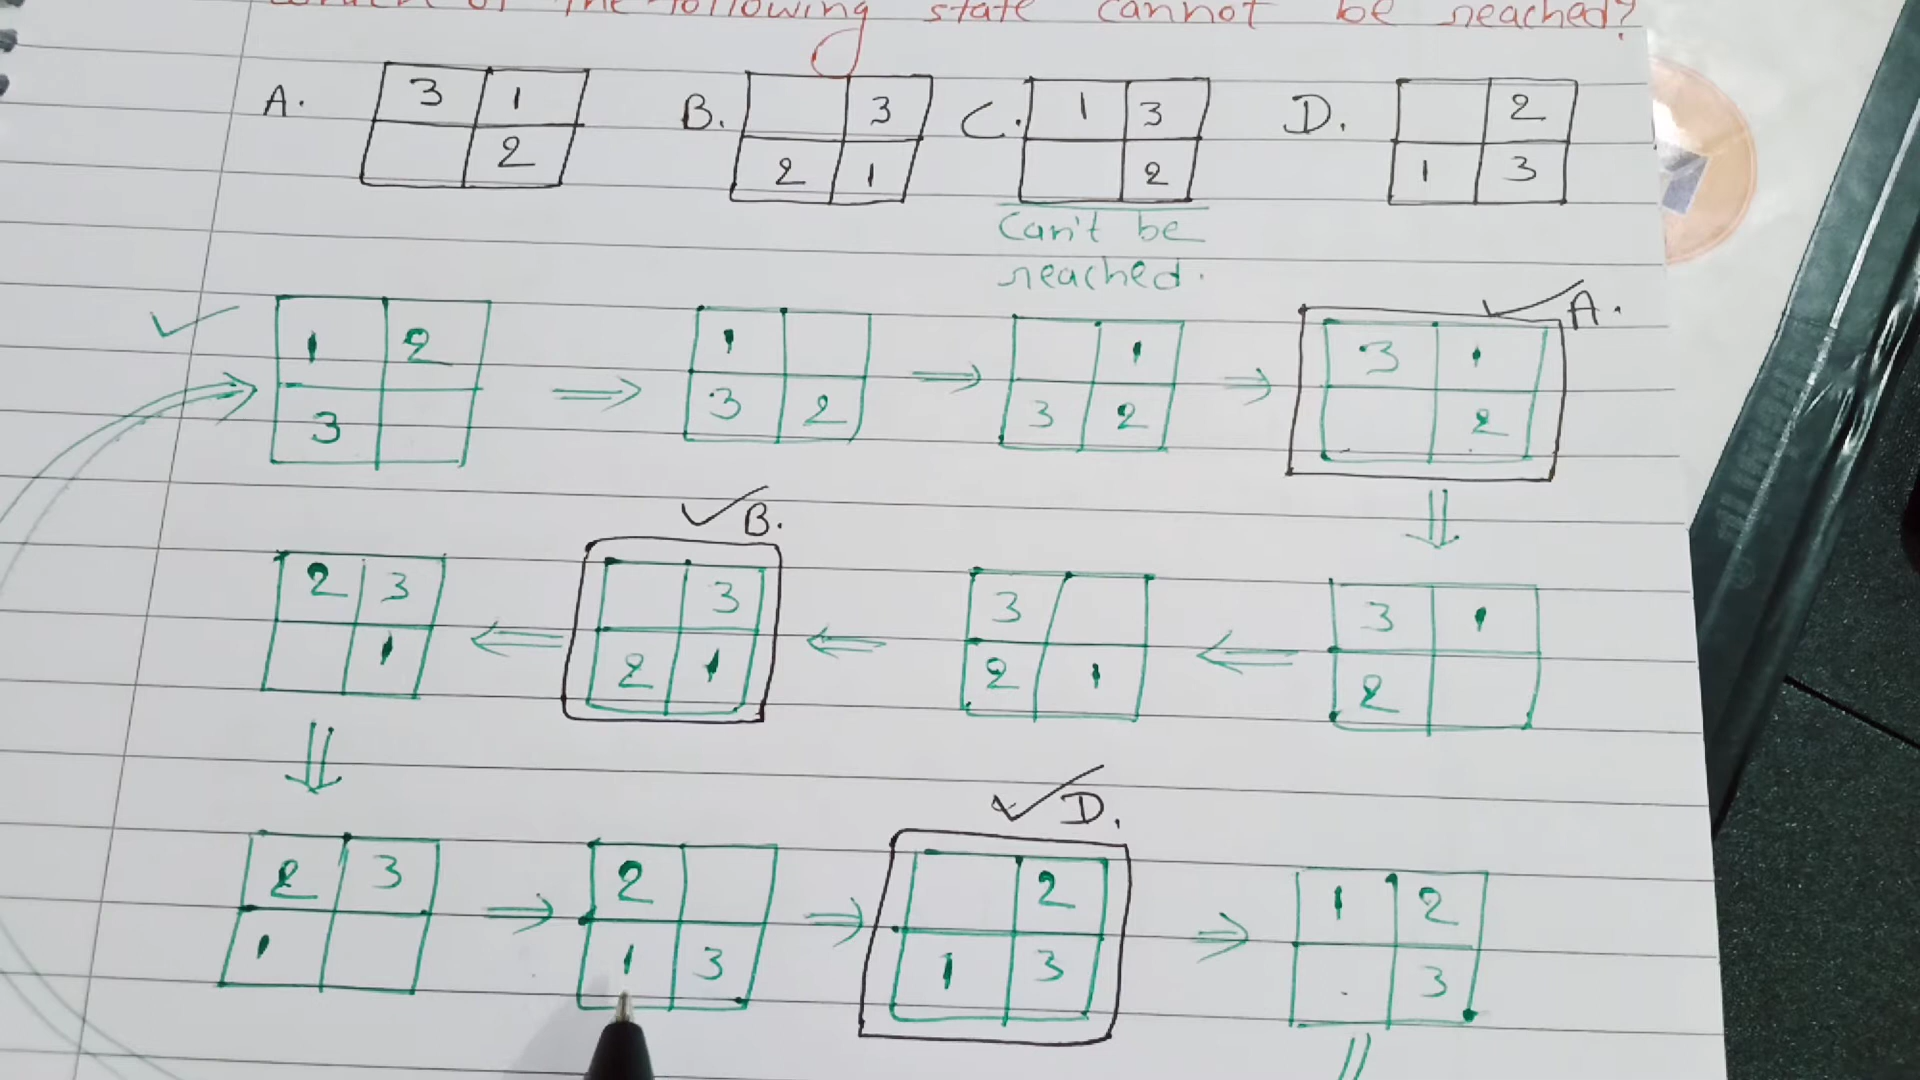 of the following state cannot be reached?
A. 3 1 2
B. 3 2 1
C. 1 3 2
D. 2 1 3
Can't be
reached.
1 2 3
1 3 2
1 3 2
3 1 2
A.
B.
2 3 1
3 2 1
3 2 1
3 1 2
D.
2 3 1
2 1 3
2 1 3
1 2 3